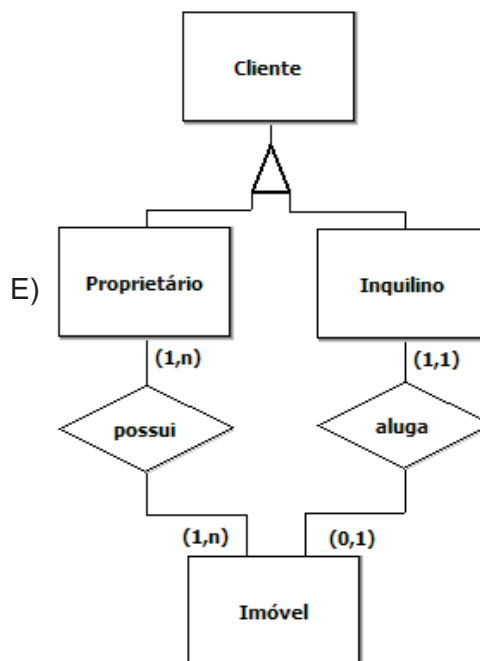 Cliente
E)
Proprietário
Inquilino
(1,n)
(1,1)
possui
aluga
(1,n)
(0,1)
Imóvel